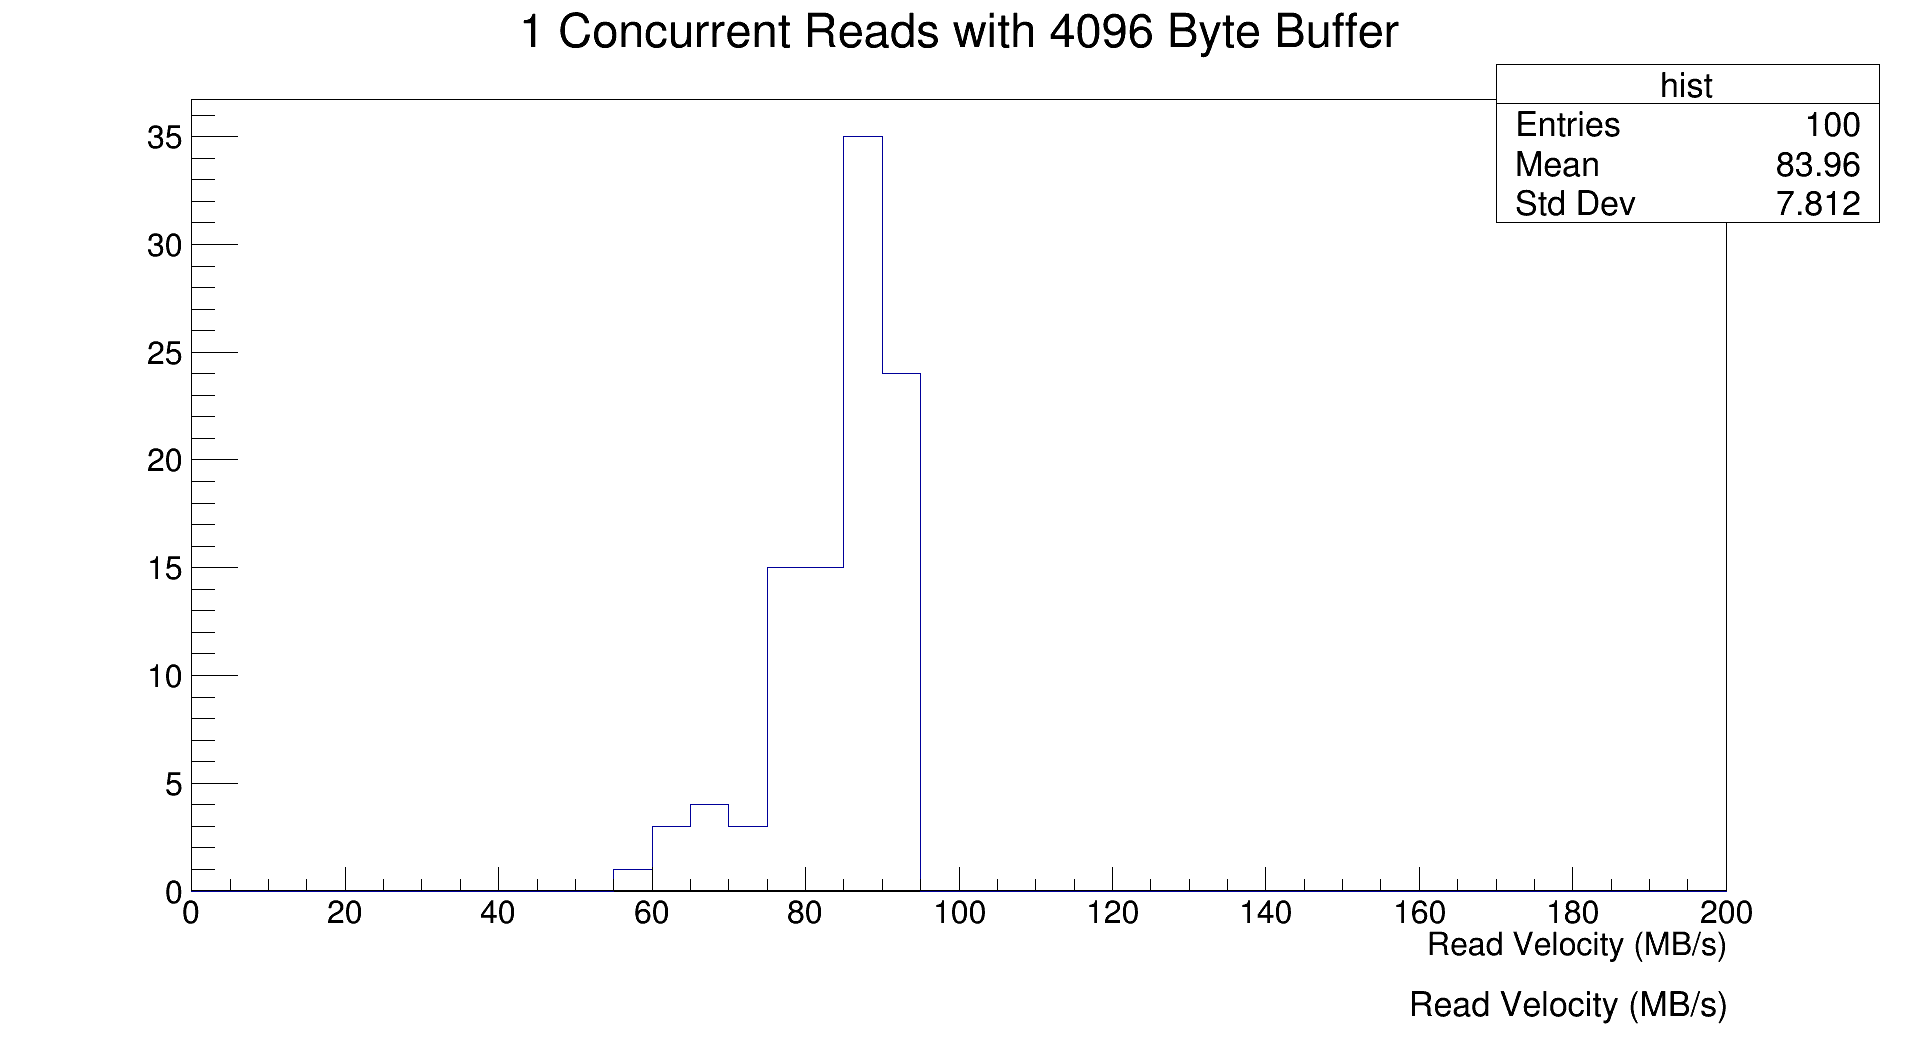 1 Concurrent Reads with 4096 Byte Buffer
hist
Entries 100
Mean 83.96
Std Dev 7.812
35
30
25
20
15
10
5
0
0 20 40 60 80 100 120 140 160 180 200
Read Velocity (MB/s)
Read Velocity (MB/s)